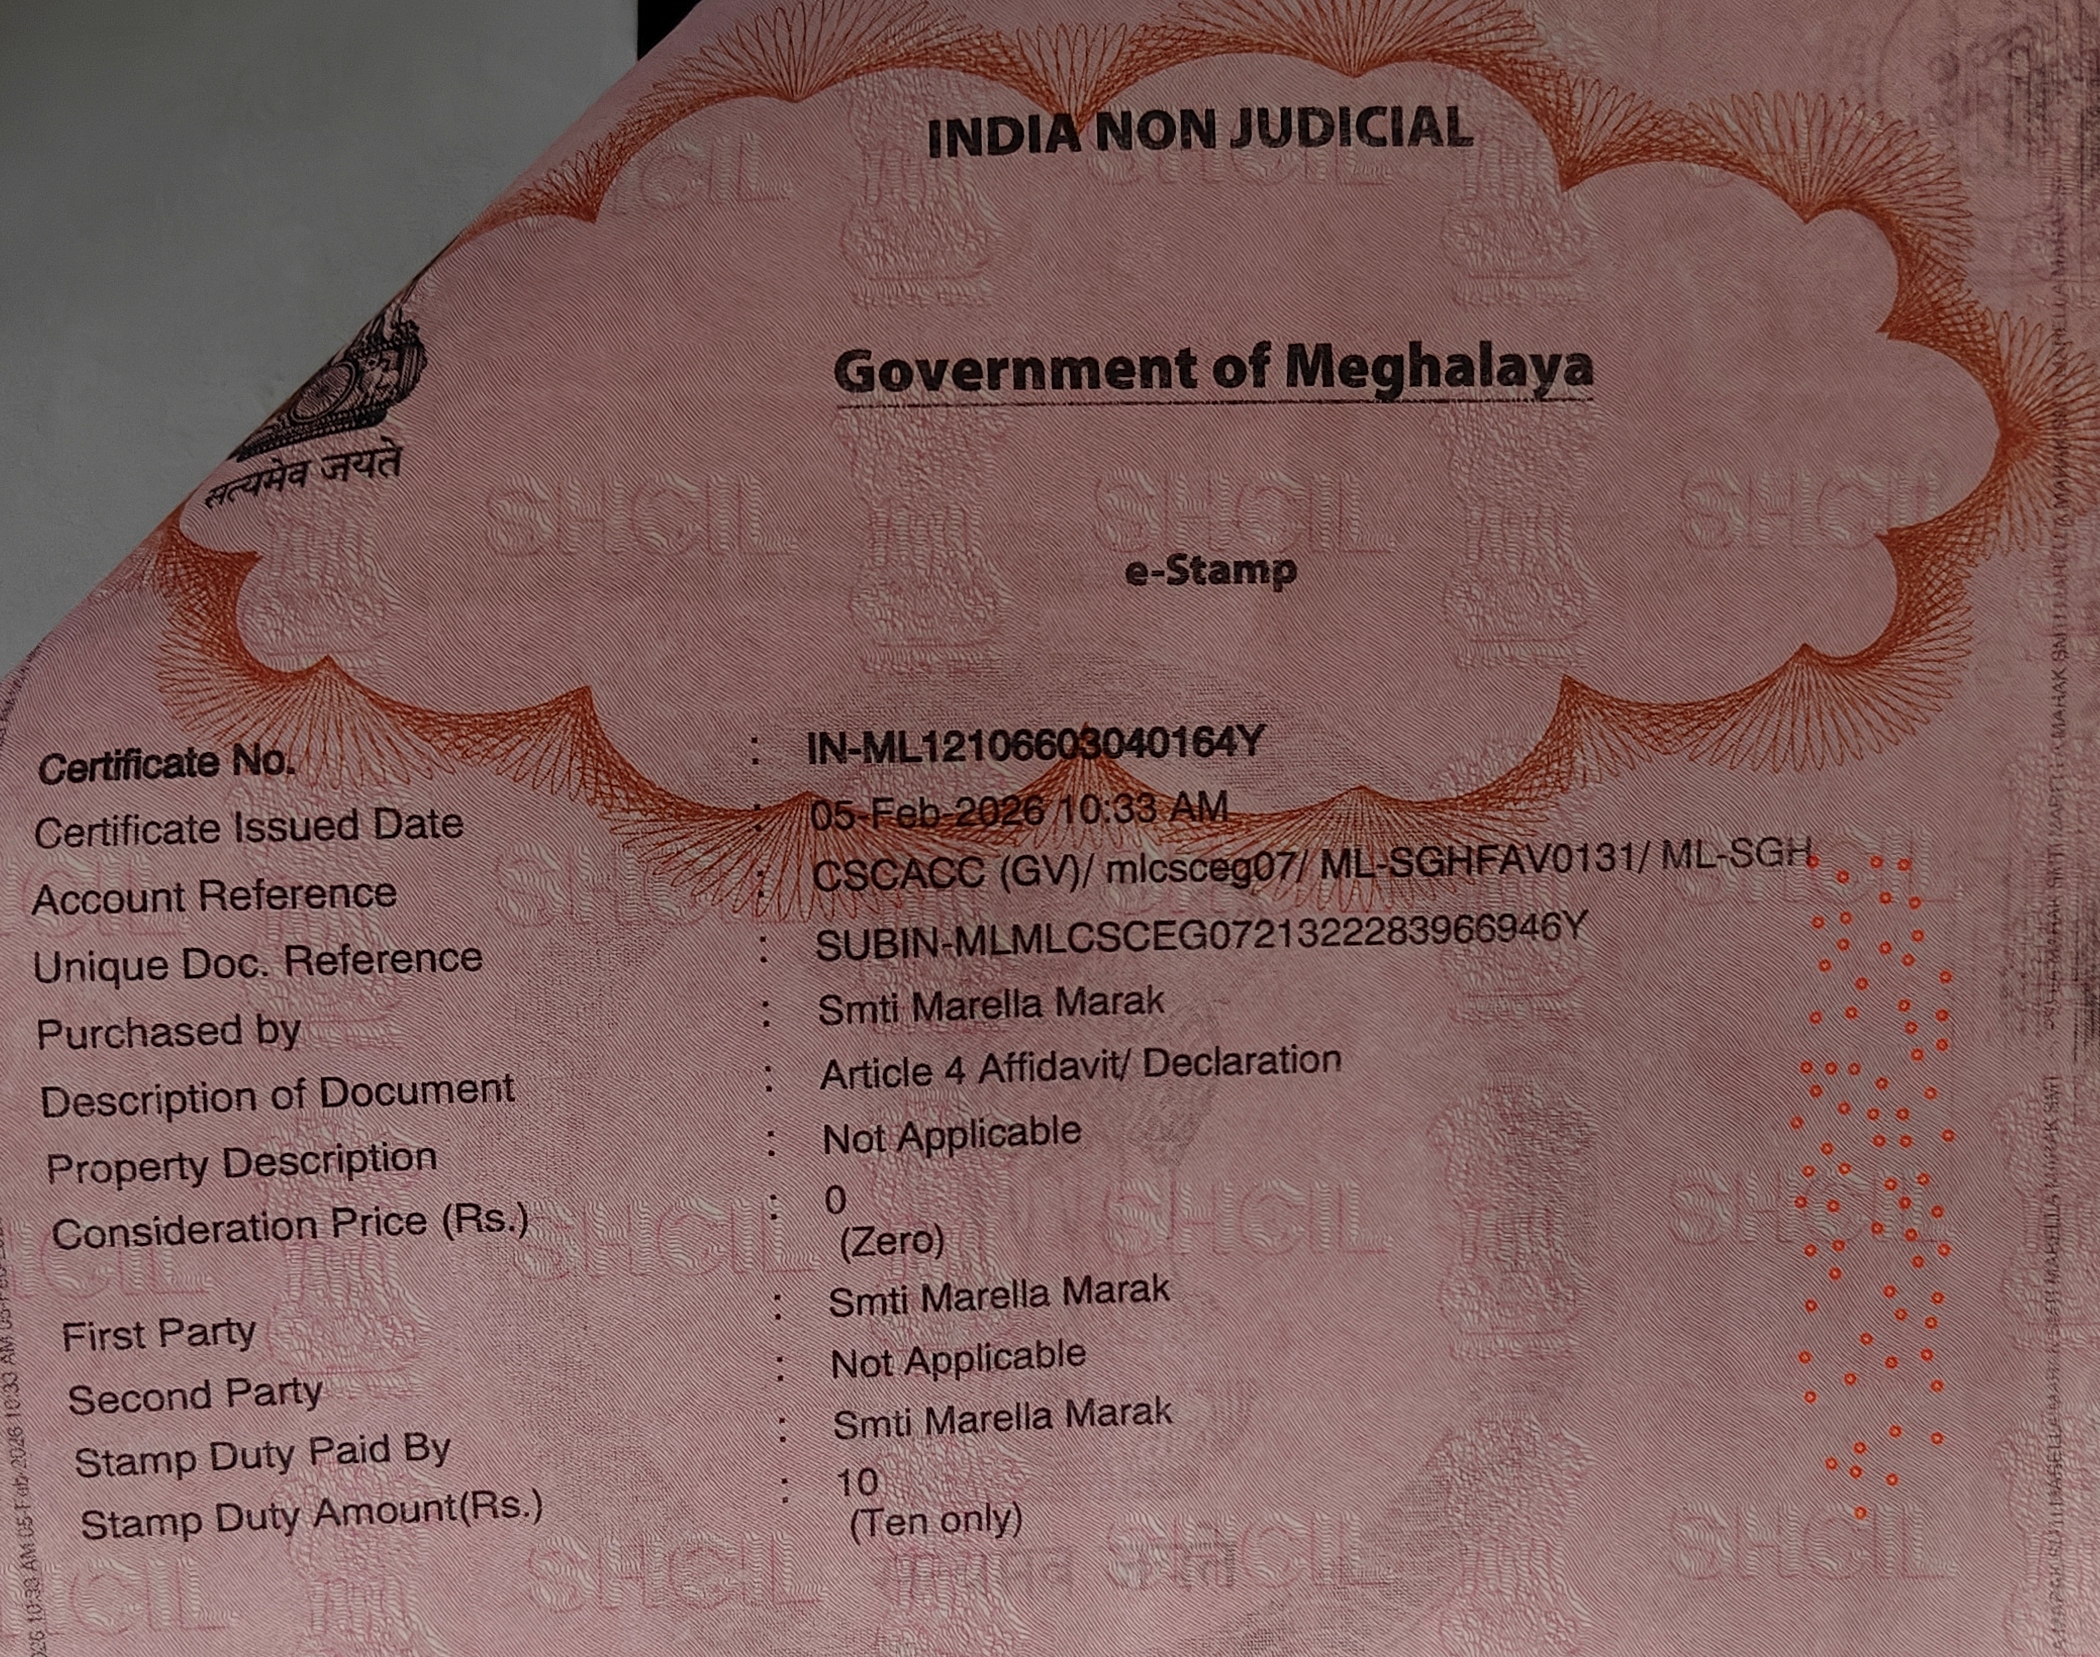 INDIA NON JUDICIAL
Government of Meghalaya
सत्यमेव जयते
e-Stamp
Certificate No. : IN-ML12106603040164Y
Certificate Issued Date : 05-Feb-2026 10:33 AM
Account Reference : CSCACC (GV)/ mlcsceg07/ ML-SGHFAV0131/ ML-SGH
Unique Doc. Reference : SUBIN-MLMLCSCEG0721322283966946Y
Purchased by : Smti Marella Marak
Description of Document : Article 4 Affidavit/ Declaration
Property Description : Not Applicable
Consideration Price (Rs.) : 0
(Zero)
First Party : Smti Marella Marak
Second Party : Not Applicable
Stamp Duty Paid By : Smti Marella Marak
Stamp Duty Amount(Rs.) : 10
(Ten only)
SHCIL